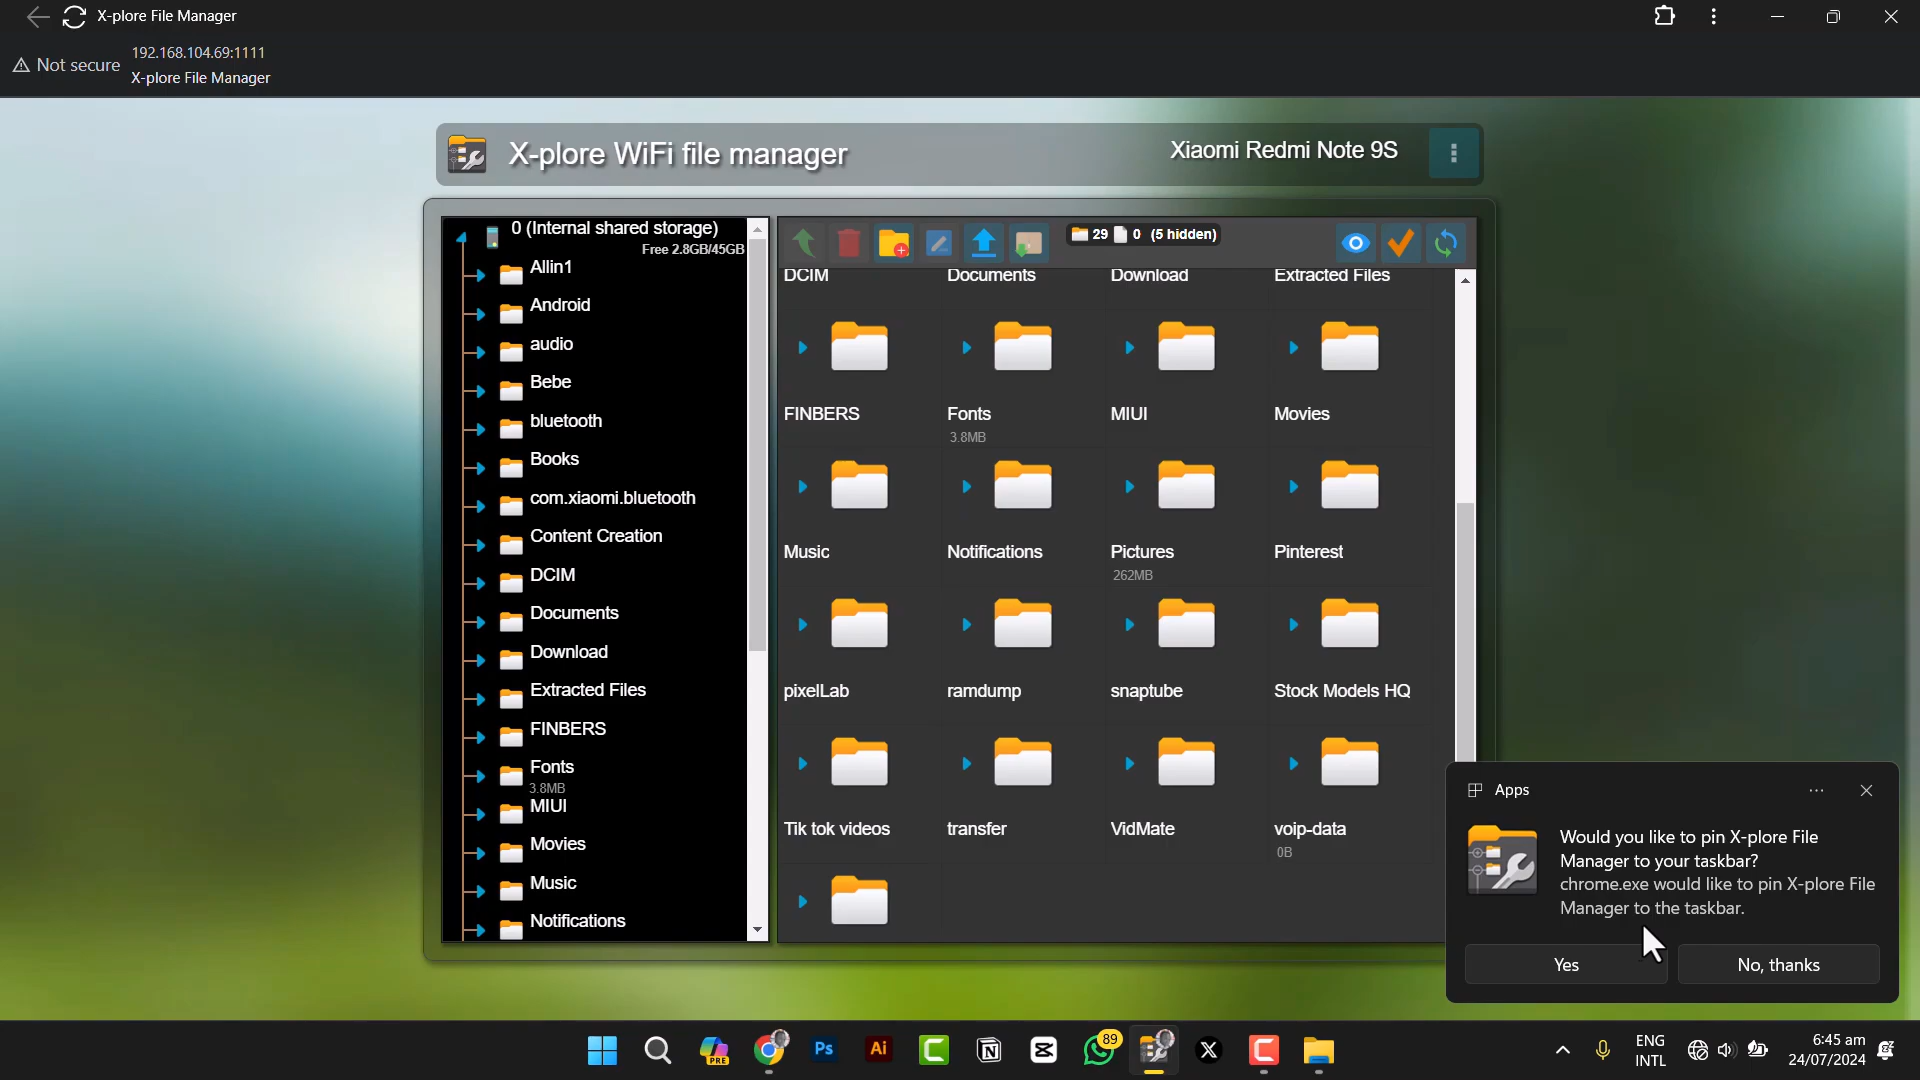 X-plore File Manager
Not secure
192.168.104.69:1111
X-plore File Manager
X-plore WiFi file manager
Xiaomi Redmi Note 9S
0 (Internal shared storage)
Free 2.8GB/45GB
Allin1
Android
audio
Bebe
bluetooth
Books
com.xiaomi.bluetooth
Content Creation
DCIM
Documents
Download
Extracted Files
FINBERS
Fonts
3.8MB
MIUI
Movies
Music
Notifications
29 0 (5 hidden)
DCIM Documents Download Extracted Files
FINBERS Fonts MIUI Movies
3.8MB
Music Notifications Pictures Pinterest
262MB
pixelLab ramdump snaptube Stock Models HQ
Tik tok videos transfer VidMate voip-data
0B
Apps
Would you like to pin X-plore File
Manager to your taskbar?
chrome.exe would like to pin X-plore File
Manager to the taskbar.
Yes No, thanks
PRE
Ps
Ai
89
ENG
INTL
6:45 am
24/07/2024